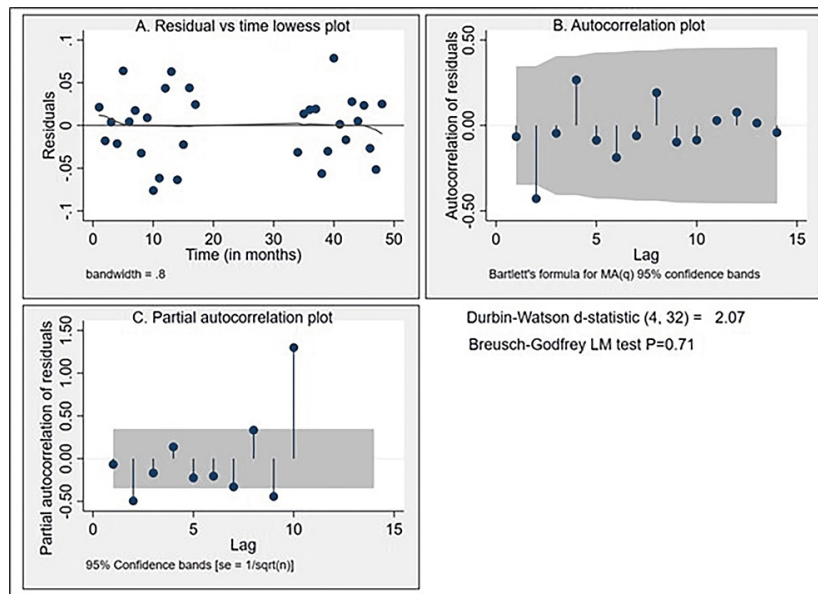 A. Residual vs time lowess plot
Residuals
.1
.05
0
-.05
-.1
0 10 20 30 40 50
Time (in months)
bandwidth = .8
B. Autocorrelation plot
Autocorrelation of residuals
0.50
0.00
-0.50
0 5 10 15
Lag
Bartlett's formula for MA(q) 95% confidence bands
C. Partial autocorrelation plot
Partial autocorrelation of residuals
1.50
1.00
0.50
0.00
-0.50
0 5 10 15
Lag
95% Confidence bands [se = 1/sqrt(n)]
Durbin-Watson d-statistic (4, 32) = 2.07
Breusch-Godfrey LM test P=0.71